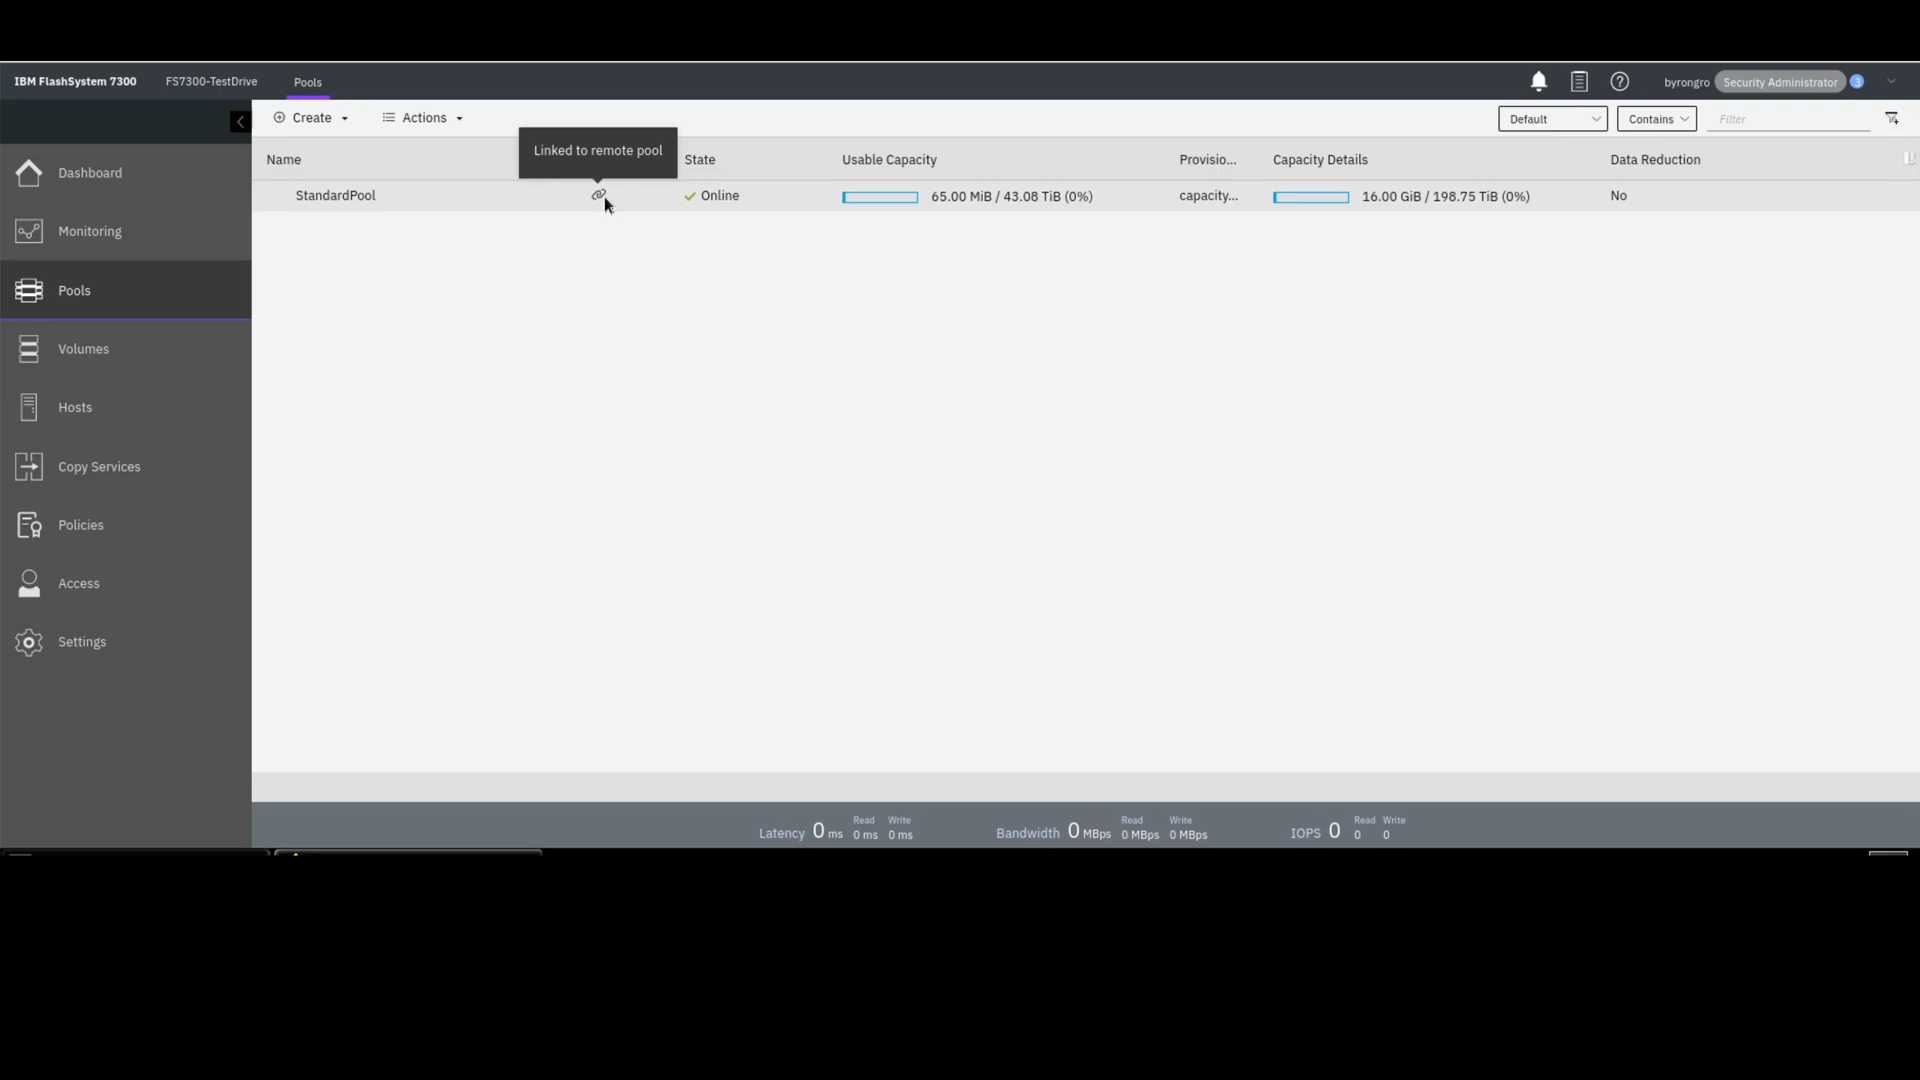 IBM FlashSystem 7300 FS7300-TestDrive Pools byrongro Security Administrator 3
Create Actions Default Contains Filter
Linked to remote pool
Name State Usable Capacity Provisio... Capacity Details Data Reduction
StandardPool Online 65.00 MiB / 43.08 TiB (0%) capacity... 16.00 GiB / 198.75 TiB (0%) No
Dashboard
Monitoring
Pools
Volumes
Hosts
Copy Services
Policies
Access
Settings
Read Write Read Write Read Write
Latency 0 ms 0 ms 0 ms Bandwidth 0 MBps 0 MBps 0 MBps IOPS 0 0 0